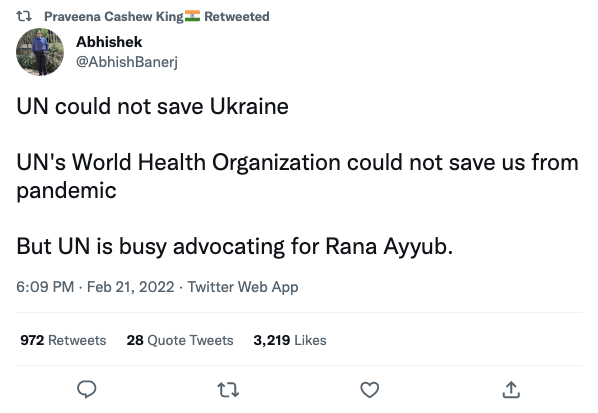 Praveena Cashew King🇮🇳 Retweeted
Abhishek
@AbhishBanerj
UN could not save Ukraine
UN's World Health Organization could not save us from
pandemic
But UN is busy advocating for Rana Ayyub.
6:09 PM · Feb 21, 2022 · Twitter Web App
972 Retweets 28 Quote Tweets 3,219 Likes